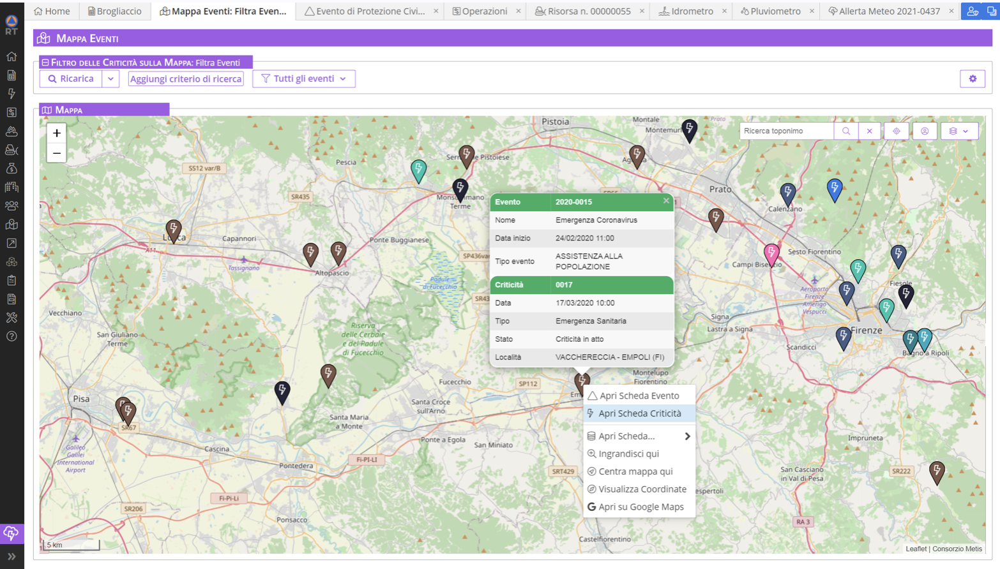 RT
Home
Brogliaccio
Mappa Eventi: Filtra Even...
Evento di Protezione Civi... ×
Operazioni ×
Risorsa n. 00000055 ×
Idrometro ×
Pluviometro ×
Allerta Meteo 2021-0437 ×
Mappa Eventi
Filtro delle Criticità sulla Mappa: Filtra Eventi
Ricarica
Aggiungi criterio di ricerca
Tutti gli eventi
Mappa
+
−
Ricerca toponimo
Pistoia
Montale
Prato
Montemur
Pescia
SS12 var/B
SR435
Monsummano
Terme
Prato
Calenzano
Lucca
Capannori
A11
Tassignano
Ponte Buggianese
Altopascio
SP436var
Padule
di Fucecchio
SR43
Sesto Fiorentino
Campi Bisenzio
Aeroporto
Firenze
Amerigo
Vespucci
Fiesole
Vecchiano
San Giuliano
Terme
Riserva
delle Cerbaie
e del Padule
di Fucecchio
Signa
Lastra a Signa
Firenze
Scandicci
Bagno a Ripoli
Evento 2020-0015 ×
Nome Emergenza Coronavirus
Data inizio 24/02/2020 11:00
Tipo evento ASSISTENZA ALLA
POPOLAZIONE
Criticità 0017
Data 17/03/2020 10:00
Tipo Emergenza Sanitaria
Stato Criticità in atto
Località VACCHERECCIA - EMPOLI (FI)
Montelupo
Fiorentino
Fucecchio
SP112
Pisa
SR67
Santa Croce
sull'Arno
Santa Maria
a Monte
Ponte a Egola
San Miniato
Galileo
Galilei
International
Airport
Cascina
Pontedera
Fi-PI-LI
SRT429
Fi-Pi-Li
SR206
Ponsacco
Castelfiorentino
Impruneta
San Casciano
in Val di Pesa
SR222
RA 3
espertoli
Apri Scheda Evento
Apri Scheda Criticità
Apri Scheda...
Ingrandisci qui
Centra mappa qui
Visualizza Coordinate
Apri su Google Maps
5 km
Leaflet | Consorzio Metis